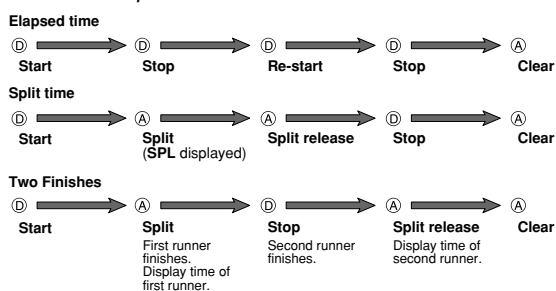 Elapsed time
Ⓓ Ⓓ Ⓓ Ⓓ Ⓐ
Start Stop Re-start Stop Clear
Split time
Ⓓ Ⓐ Ⓐ Ⓓ Ⓐ
Start Split Split release Stop Clear
(SPL displayed)
Two Finishes
Ⓓ Ⓐ Ⓓ Ⓐ Ⓐ
Start Split Stop Split release Clear
First runner Second runner Display time of
finishes. finishes. second runner.
Display time of
first runner.